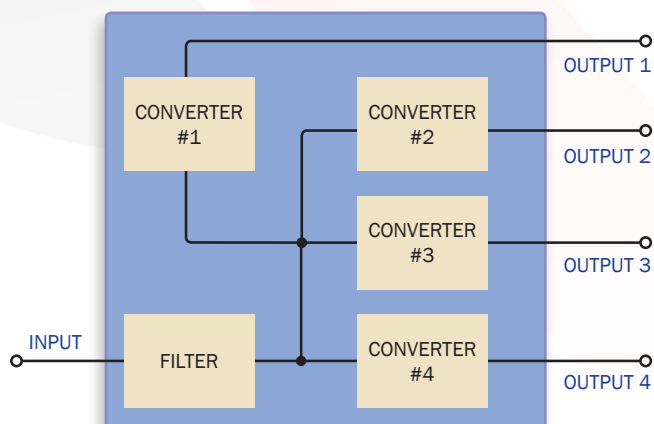 OUTPUT 1
CONVERTER
#1
CONVERTER
#2
OUTPUT 2
CONVERTER
#3
OUTPUT 3
INPUT
FILTER
CONVERTER
#4
OUTPUT 4